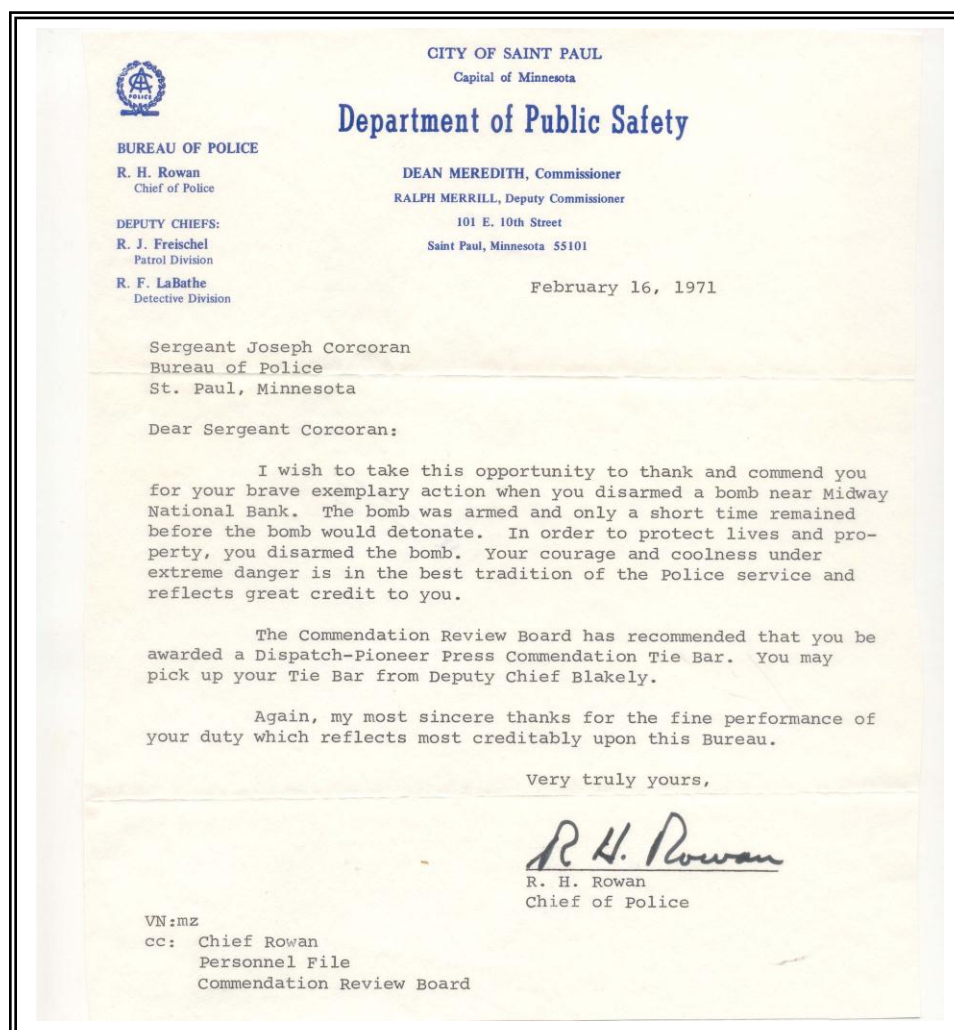 CITY OF SAINT PAUL
Capital of Minnesota
Department of Public Safety
POLICE
BUREAU OF POLICE
R. H. Rowan
Chief of Police
DEPUTY CHIEFS:
R. J. Freischel
Patrol Division
R. F. LaBathe
Detective Division
DEAN MEREDITH, Commissioner
RALPH MERRILL, Deputy Commissioner
101 E. 10th Street
Saint Paul, Minnesota 55101
February 16, 1971
Sergeant Joseph Corcoran
Bureau of Police
St. Paul, Minnesota
Dear Sergeant Corcoran:
I wish to take this opportunity to thank and commend you
for your brave exemplary action when you disarmed a bomb near Midway
National Bank. The bomb was armed and only a short time remained
before the bomb would detonate. In order to protect lives and pro-
perty, you disarmed the bomb. Your courage and coolness under
extreme danger is in the best tradition of the Police service and
reflects great credit to you.
The Commendation Review Board has recommended that you be
awarded a Dispatch-Pioneer Press Commendation Tie Bar. You may
pick up your Tie Bar from Deputy Chief Blakely.
Again, my most sincere thanks for the fine performance of
your duty which reflects most creditably upon this Bureau.
Very truly yours,
R H. Rowan
R. H. Rowan
Chief of Police
VN:mz
cc: Chief Rowan
Personnel File
Commendation Review Board